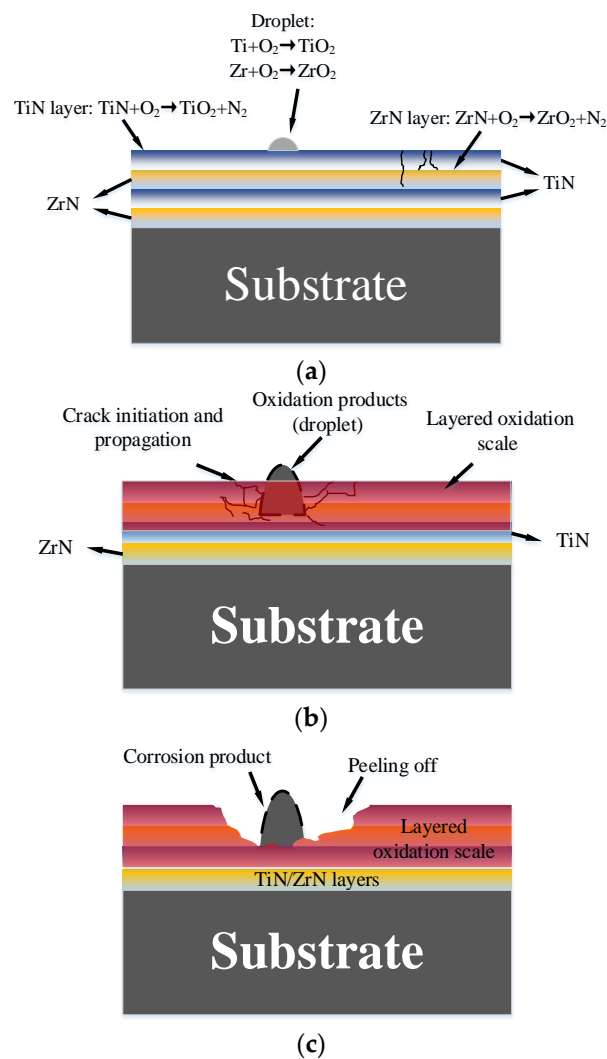 Droplet:
Ti+O₂→TiO₂
Zr+O₂→ZrO₂
TiN layer: TiN+O₂→TiO₂+N₂
ZrN layer: ZrN+O₂→ZrO₂+N₂
TiN
ZrN
Substrate
(a)
Oxidation products
(droplet)
Crack initiation and
propagation
Layered oxidation
scale
ZrN
TiN
Substrate
(b)
Corrosion product
Peeling off
Layered
oxidation scale
TiN/ZrN layers
Substrate
(c)